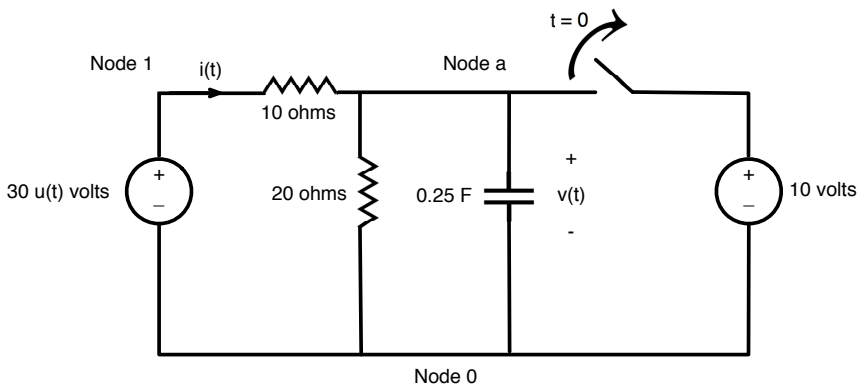 t = 0
Node 1
i(t)
Node a
10 ohms
+
30 u(t) volts
_
20 ohms
0.25 F
+
v(t)
-
+
_
10 volts
Node 0